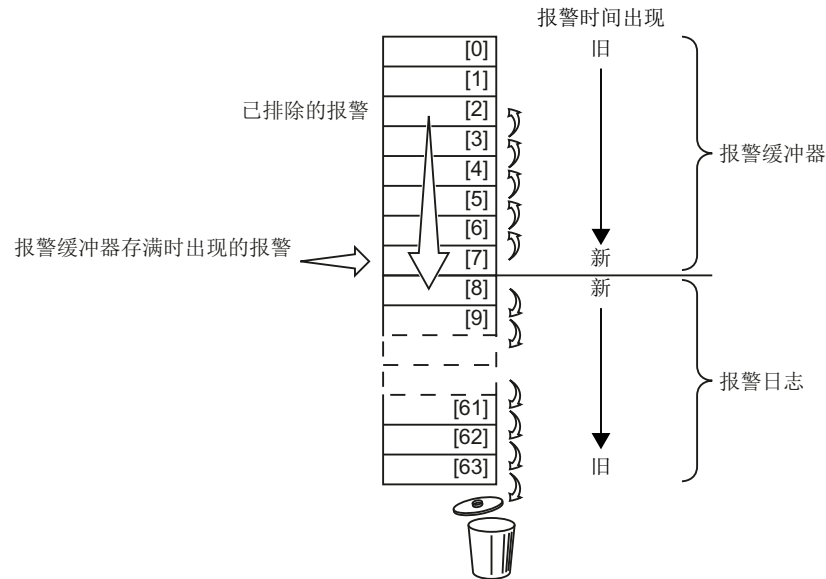 报警时间出现
[0]
旧
[1]
已排除的报警
[2]
[3]
报警缓冲器
[4]
[5]
[6]
报警缓冲器存满时出现的报警
[7]
新
[8]
新
[9]
报警日志
[61]
[62]
[63]
旧